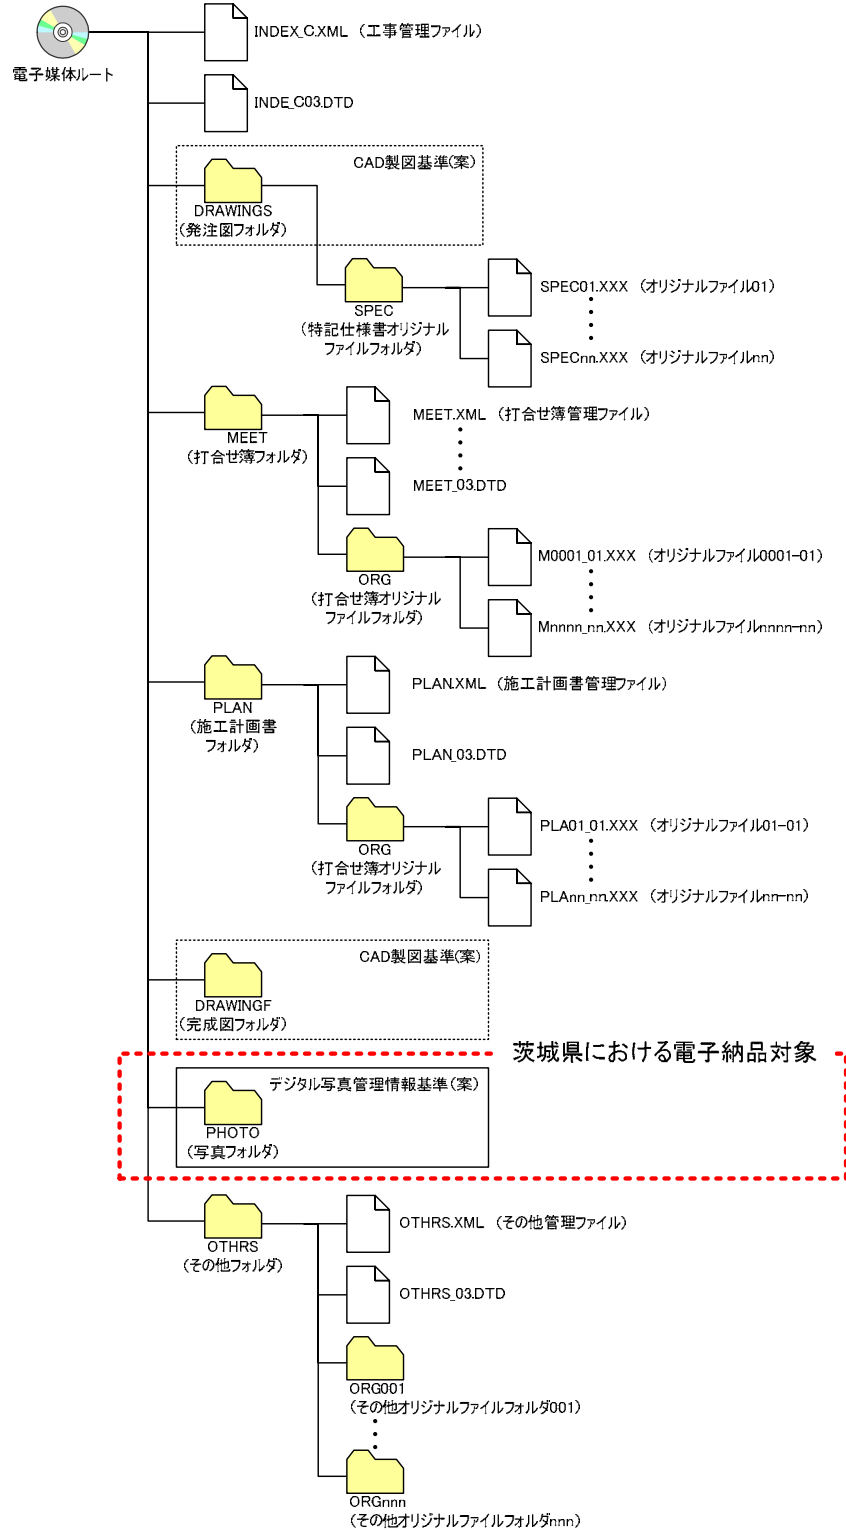 INDEX_C.XML （工事管理ファイル）
電子媒体ルート
INDE_C03.DTD
CAD製図基準(案)
DRAWINGS
（発注図フォルダ）
SPEC01.XXX （オリジナルファイル01）
SPEC
（特記仕様書オリジナル
ファイルフォルダ）
SPECnn.XXX （オリジナルファイルnn）
MEET.XML （打合せ簿管理ファイル）
MEET
（打合せ簿フォルダ）
MEET_03.DTD
M0001_01.XXX （オリジナルファイル0001-01）
ORG
（打合せ簿オリジナル
ファイルフォルダ）
Mnnnn_nn.XXX （オリジナルファイルnnnn-nn）
PLAN.XML （施工計画書管理ファイル）
PLAN
（施工計画書
フォルダ）
PLAN_03.DTD
PLA01_01.XXX （オリジナルファイル01-01）
ORG
（打合せ簿オリジナル
ファイルフォルダ）
PLAnn_nn.XXX （オリジナルファイルnn-nn）
CAD製図基準(案)
DRAWINGF
（完成図フォルダ）
茨城県における電子納品対象
デジタル写真管理情報基準（案）
PHOTO
（写真フォルダ）
OTHRS.XML （その他管理ファイル）
OTHRS
（その他フォルダ）
OTHRS_03.DTD
ORG001
（その他オリジナルファイルフォルダ001）
ORGnnn
（その他オリジナルファイルフォルダnnn）